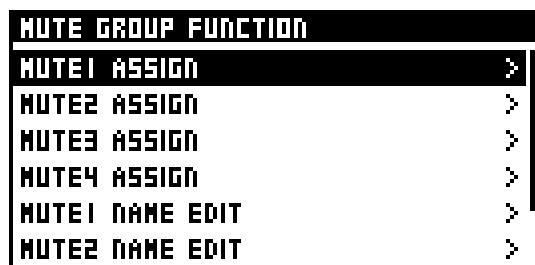 MUTE GROUP FUNCTION
MUTE1 ASSIGN >
MUTE2 ASSIGN >
MUTE3 ASSIGN >
MUTE4 ASSIGN >
MUTE1 NAME EDIT >
MUTE2 NAME EDIT >